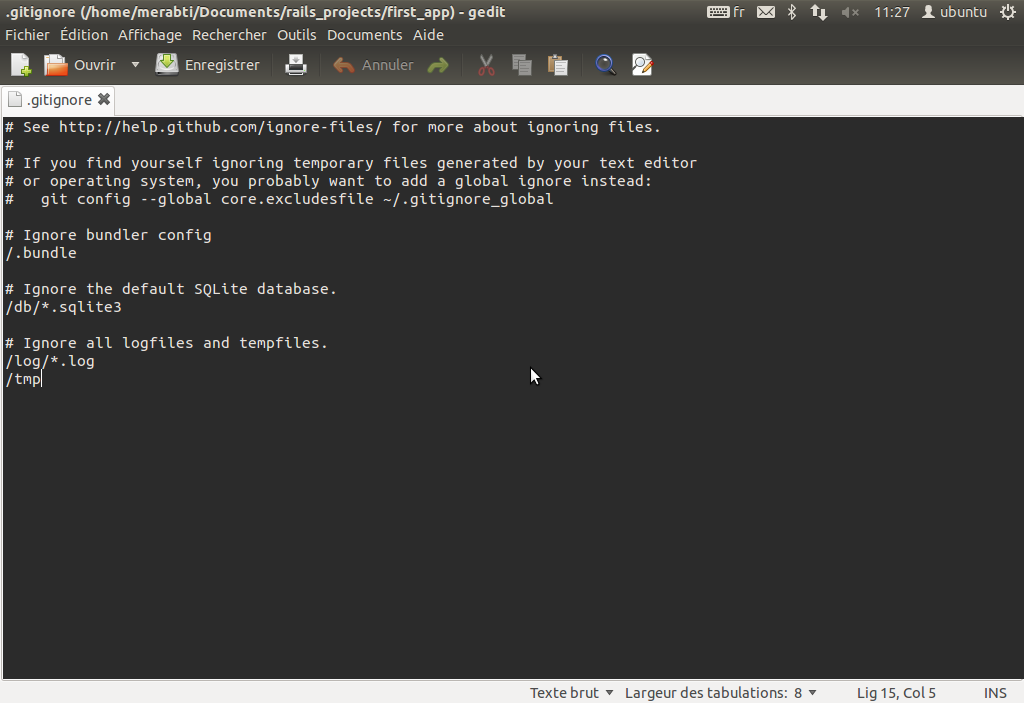 .gitignore (/home/merabti/Documents/rails_projects/first_app) - gedit
fr
11:27
ubuntu
Fichier Édition Affichage Rechercher Outils Documents Aide
Ouvrir Enregistrer Annuler
.gitignore
# See http://help.github.com/ignore-files/ for more about ignoring files.
#
# If you find yourself ignoring temporary files generated by your text editor
# or operating system, you probably want to add a global ignore instead:
#   git config --global core.excludesfile ~/.gitignore_global
# Ignore bundler config
/.bundle
# Ignore the default SQLite database.
/db/*.sqlite3
# Ignore all logfiles and tempfiles.
/log/*.log
/tmp
Texte brut Largeur des tabulations: 8 Lig 15, Col 5 INS